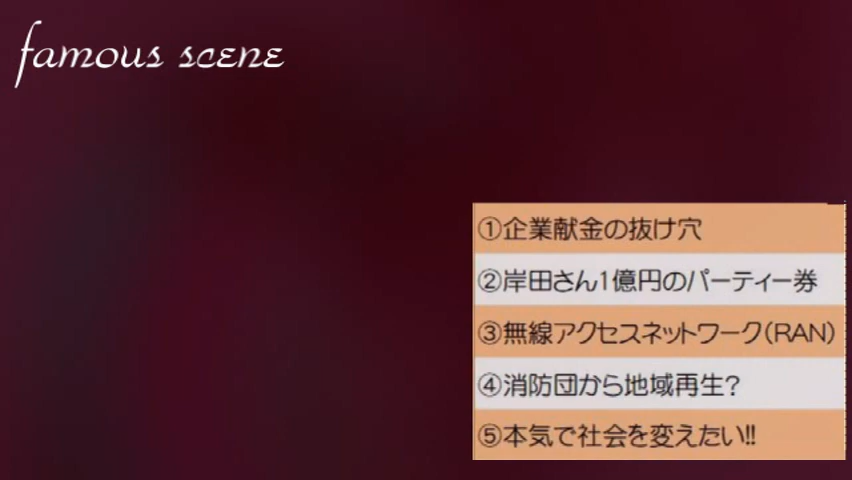 famous scene
①企業献金の抜け穴
②岸田さん1億円のパーティー券
③無線アクセスネットワーク(RAN)
④消防団から地域再生?
⑤本気で社会を変えたい!!